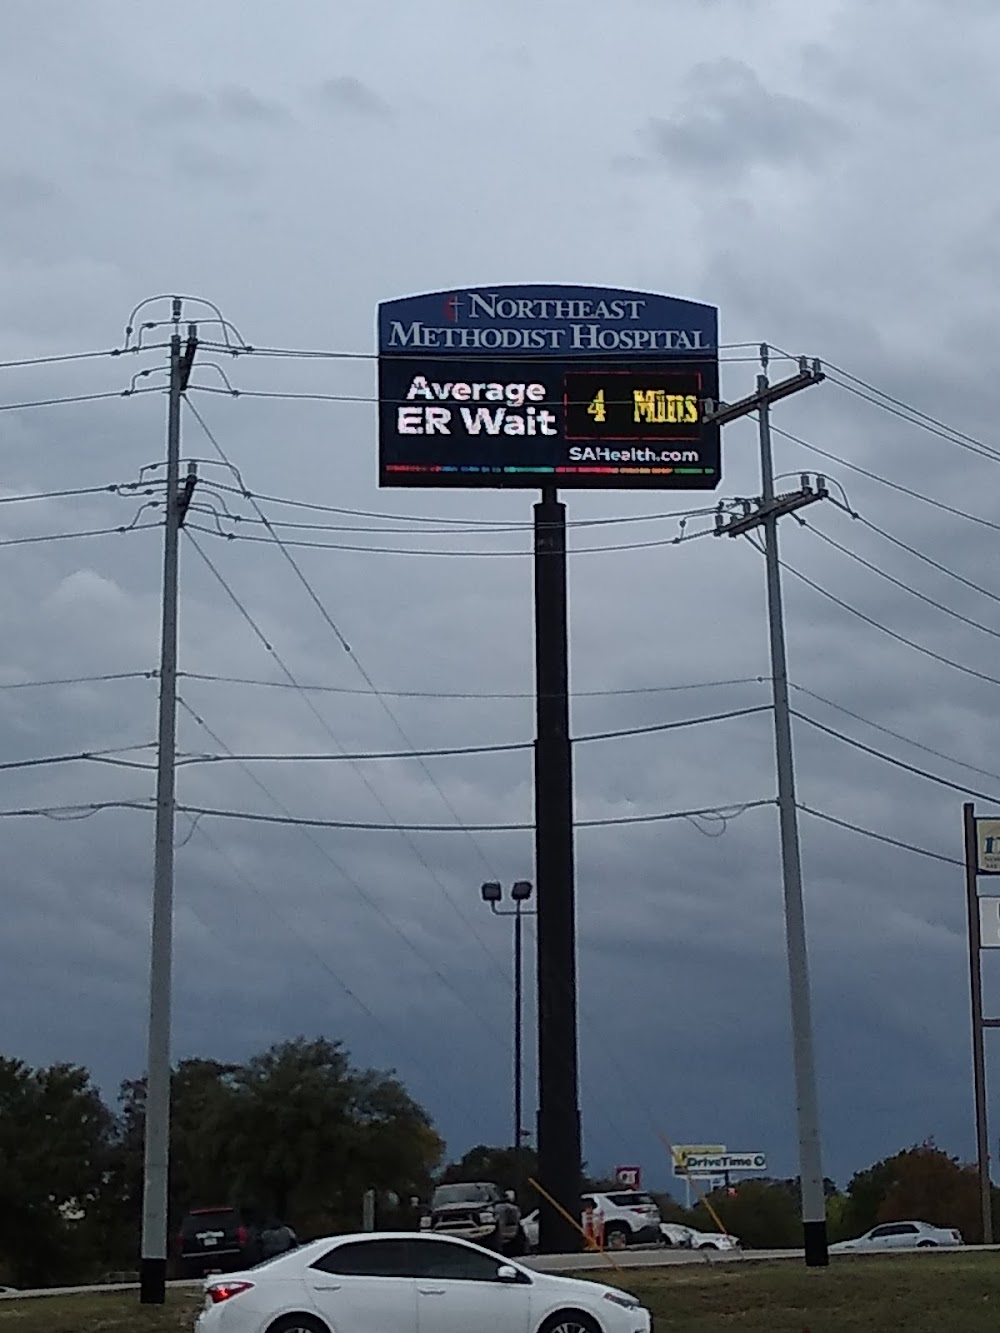 NORTHEAST
METHODIST HOSPITAL
Average
ER Wait
4 Mins
SAHealth.com
DriveTime